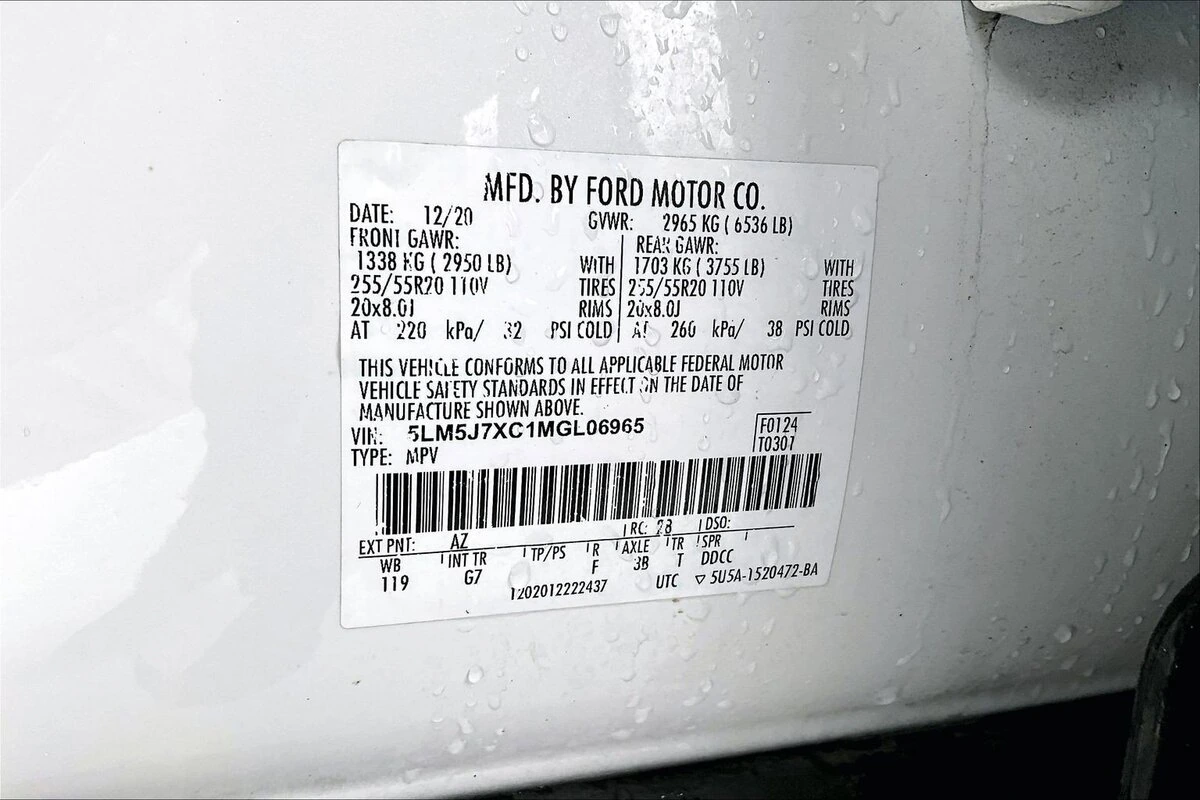 MFD. BY FORD MOTOR CO.
DATE: 12/20 GVWR: 2965 KG ( 6536 LB)
FRONT GAWR: REAR GAWR:
1338 KG ( 2950 LB) WITH 1703 KG ( 3755 LB) WITH
255/55R20 110V TIRES 255/55R20 110V TIRES
20x8.0J RIMS 20x8.0J RIMS
AT 220 kPa/ 32 PSI COLD AT 260 kPa/ 38 PSI COLD
THIS VEHICLE CONFORMS TO ALL APPLICABLE FEDERAL MOTOR
VEHICLE SAFETY STANDARDS IN EFFECT ON THE DATE OF
MANUFACTURE SHOWN ABOVE.
VIN: 5LM5J7XC1MGL06965 F0124
TYPE: MPV T0307
RC: 28 DSO:
EXT PNT: AZ
WB INT TR TP/PS R AXLE TR SPR
119 G7 F 3B T DDCC
1202012222437 UTC ▽ 5U5A-1520472-BA